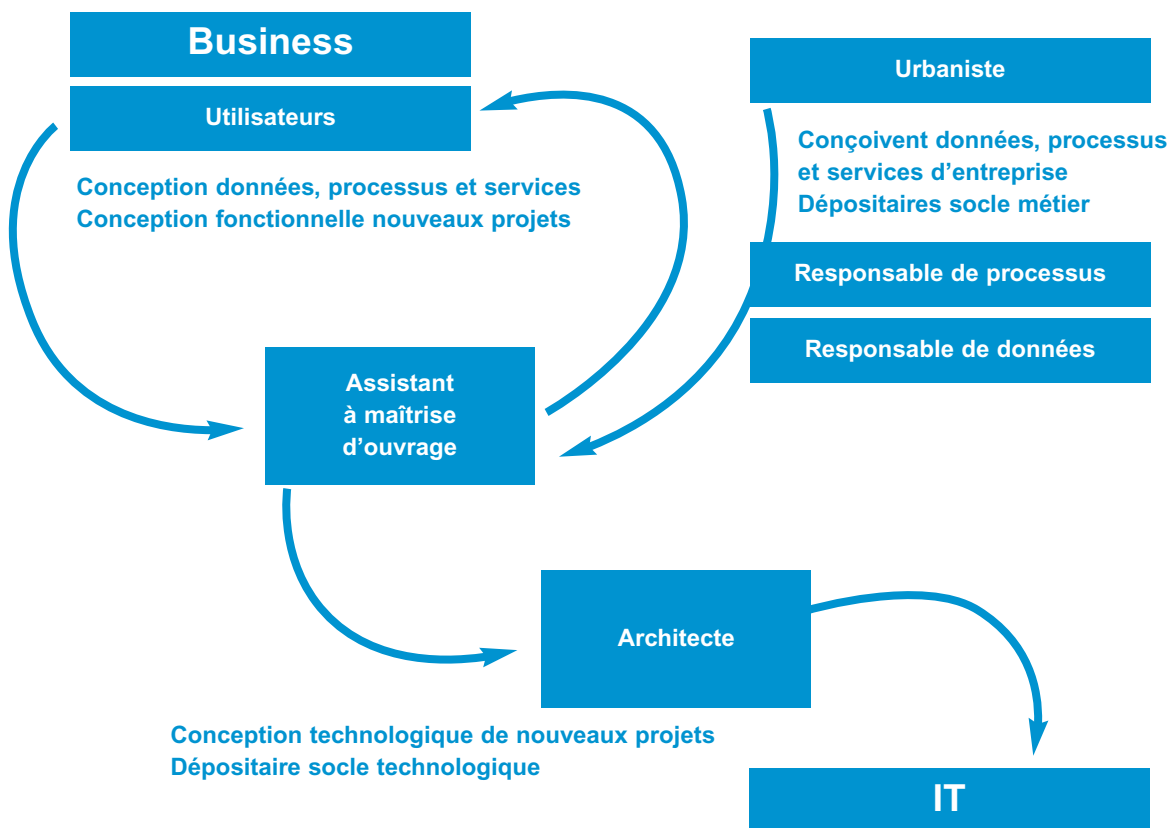 Business
Utilisateurs
Conception données, processus et services
Conception fonctionnelle nouveaux projets
Urbaniste
Conçoivent données, processus
et services d’entreprise
Dépositaires socle métier
Responsable de processus
Responsable de données
Assistant
à maîtrise
d’ouvrage
Architecte
Conception technologique de nouveaux projets
Dépositaire socle technologique
IT